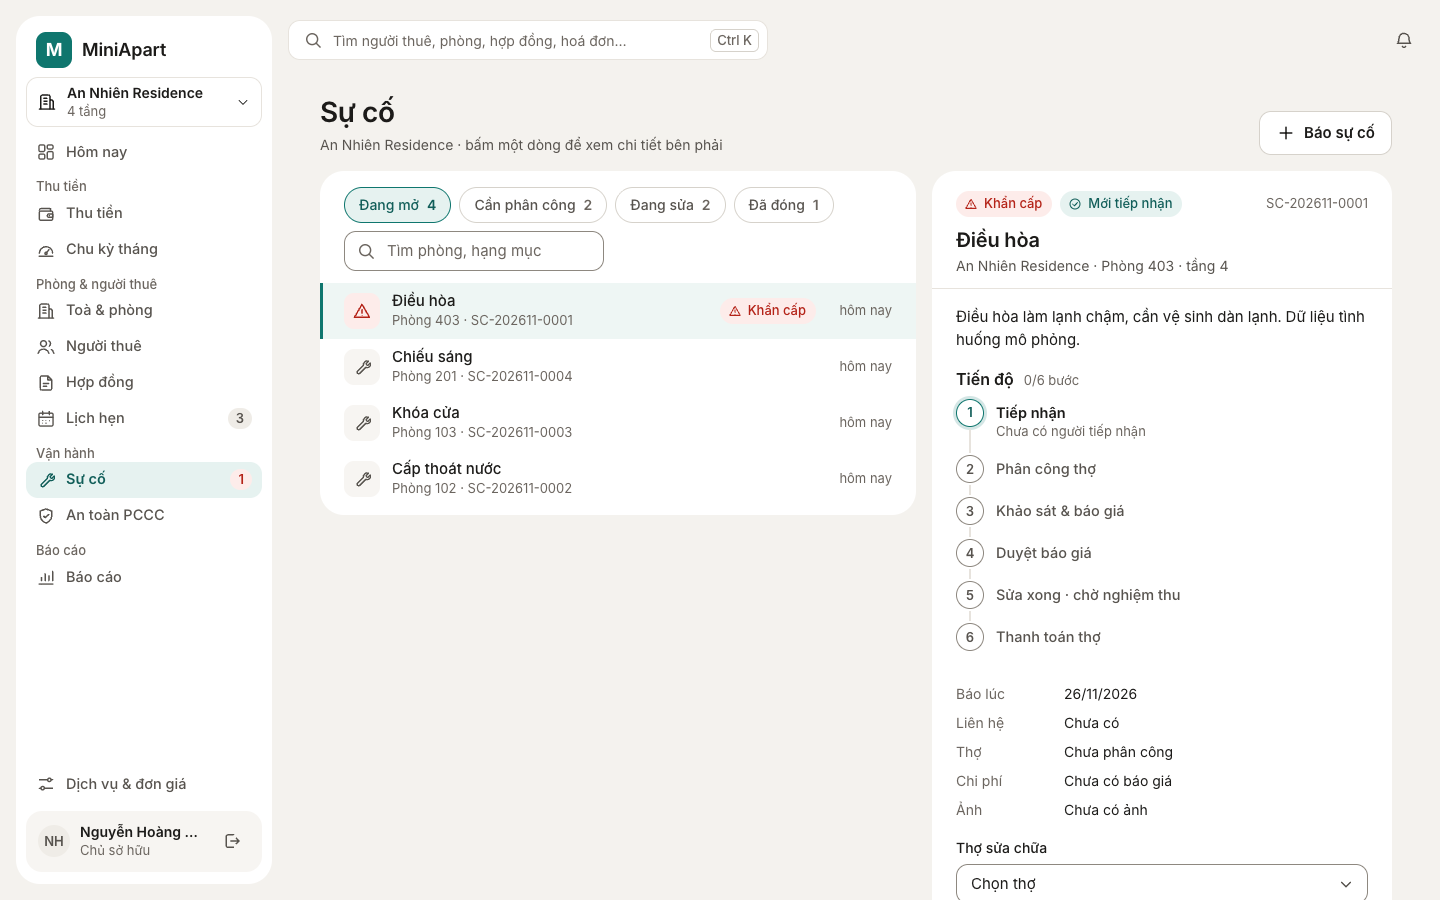 M MiniApart
An Nhiên Residence
4 tầng
Hôm nay
Thu tiền
Thu tiền
Chu kỳ tháng
Phòng & người thuê
Toà & phòng
Người thuê
Hợp đồng
Lịch hẹn 3
Vận hành
Sự cố 1
An toàn PCCC
Báo cáo
Báo cáo
Dịch vụ & đơn giá
NH Nguyễn Hoàng ...
Chủ sở hữu
Tìm người thuê, phòng, hợp đồng, hoá đơn... Ctrl K
Sự cố
An Nhiên Residence · bấm một dòng để xem chi tiết bên phải
Báo sự cố
Đang mở 4 Cần phân công 2 Đang sửa 2 Đã đóng 1
Tìm phòng, hạng mục
Điều hòa
Phòng 403 · SC-202611-0001
Khẩn cấp hôm nay
Chiếu sáng
Phòng 201 · SC-202611-0004
hôm nay
Khóa cửa
Phòng 103 · SC-202611-0003
hôm nay
Cấp thoát nước
Phòng 102 · SC-202611-0002
hôm nay
Khẩn cấp Mới tiếp nhận SC-202611-0001
Điều hòa
An Nhiên Residence · Phòng 403 · tầng 4
Điều hòa làm lạnh chậm, cần vệ sinh dàn lạnh. Dữ liệu tình
huống mô phỏng.
Tiến độ 0/6 bước
1 Tiếp nhận
Chưa có người tiếp nhận
2 Phân công thợ
3 Khảo sát & báo giá
4 Duyệt báo giá
5 Sửa xong · chờ nghiệm thu
6 Thanh toán thợ
Báo lúc 26/11/2026
Liên hệ Chưa có
Thợ Chưa phân công
Chi phí Chưa có báo giá
Ảnh Chưa có ảnh
Thợ sửa chữa
Chọn thợ